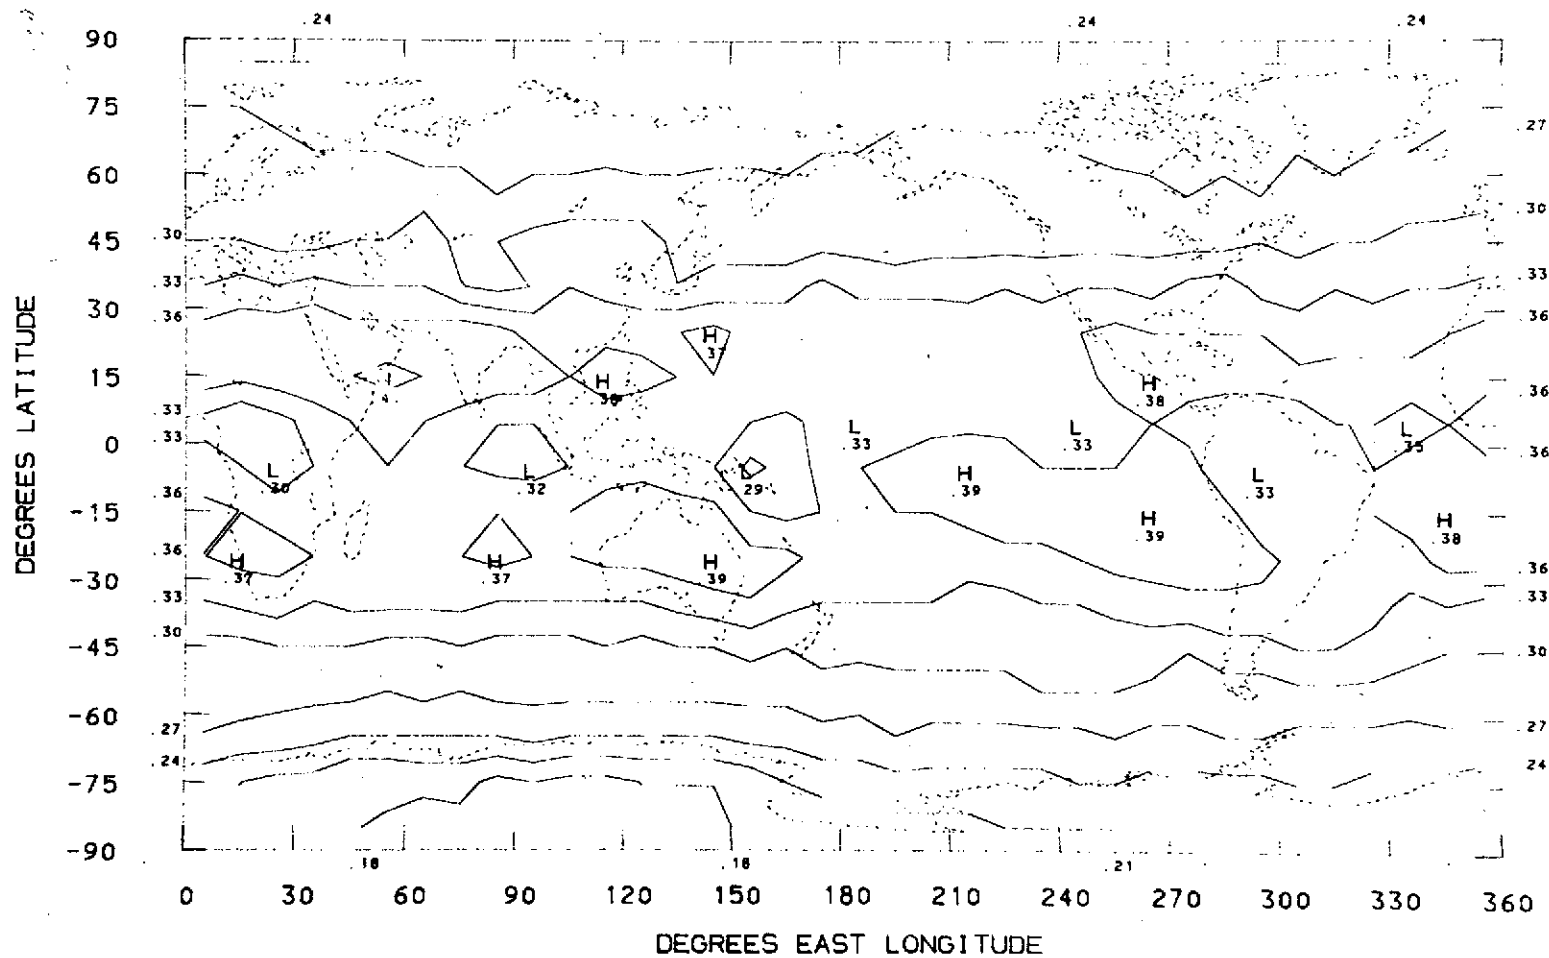 .24 .24 .24
90
75
.27
60
.30
.30 45
.33 .33
30
.36 .36
H
37
15
H
38
H
.38
.36
.33
L
.33
L
.33
L
.35
.33 0 .36
L
.30
L
.32
.29
H
.39
L
.33
.36
-15
H
.39
H
.38
.36
H
.37
H
.37
H
.39
.36
-30
.33 .33
.30 .30
-45
-60
.27 .27
.24 24
-75
-90
.18 .18 .21
0 30 60 90 120 150 180 210 240 270 300 330 360
DEGREES EAST LONGITUDE
DEGREES LATITUDE